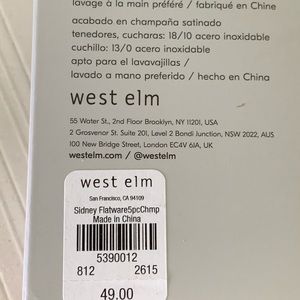 lavage à la main préféré / fabriqué en Chine
acabado en champaña satinado
tenedores, cucharas: 18/10 acero inoxidable
cuchillo: 13/0 acero inoxidable
apto para el lavavajillas /
lavado a mano preferido / hecho en China
west elm
55 Water St., 2nd Floor Brooklyn, NY 11201, USA
2 Grosvenor St. Suite 201, Level 2 Bondi Junction, NSW 2022, AUS
100 New Bridge Street, London EC4V 6JA, UK
westelm.com / @westelm
west elm
San Francisco, CA 94109
Sidney Flatware5pcChmp
Made in China
5390012
812 2615
49.00